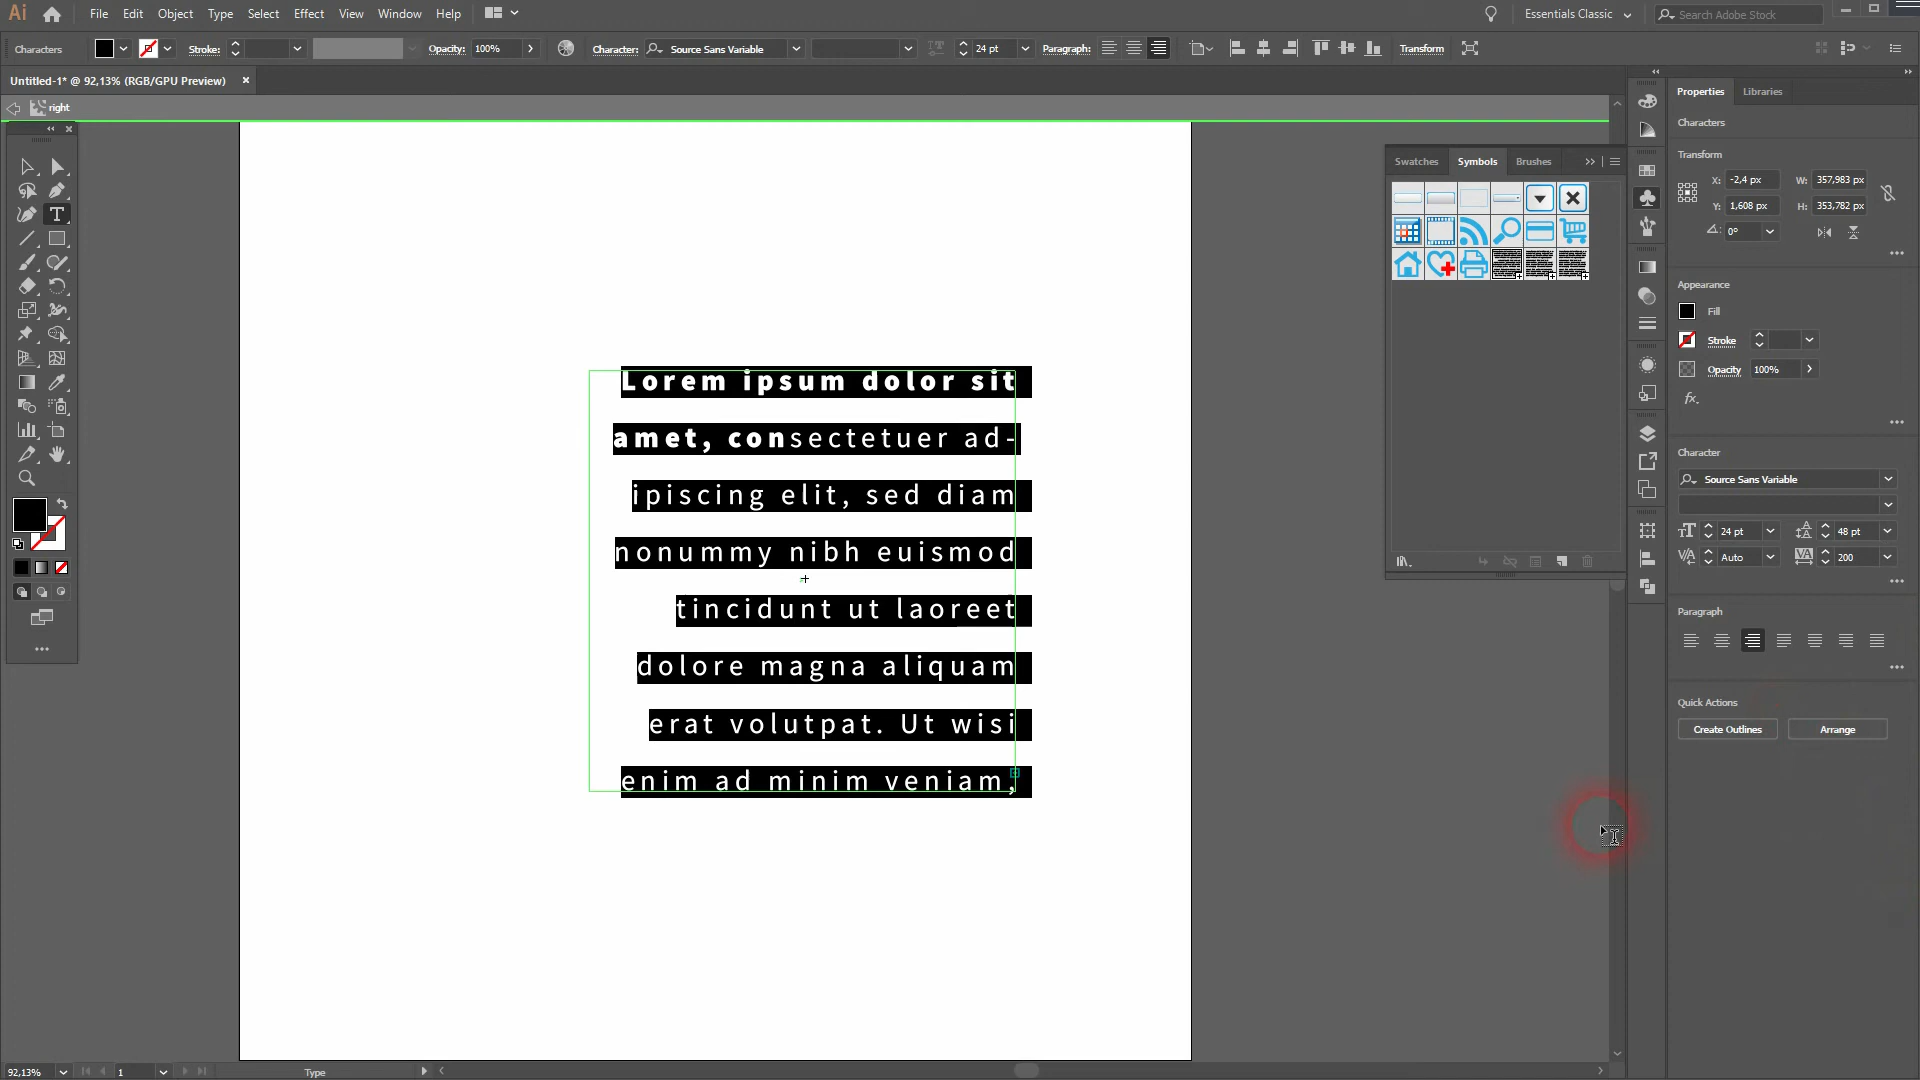 Ai File Edit Object Type Select Effect View Window Help Essentials Classic Search Adobe Stock
Characters Stroke: Opacity: 100% Character: Source Sans Variable 24 pt Paragraph: Transform
Untitled-1* @ 92,13% (RGB/GPU Preview)
right
Properties Libraries
Characters
Transform
X: -2,4 px W: 357,983 px
Y: 1,608 px H: 353,782 px
0°
Appearance
Fill
Stroke
Opacity 100%
fx.
Character
Source Sans Variable
24 pt 48 pt
Auto 200
Paragraph
Quick Actions
Create Outlines Arrange
Swatches Symbols Brushes
Lorem ipsum dolor sit
amet, consectetuer ad-
ipiscing elit, sed diam
nonummy nibh euismod
tincidunt ut laoreet
dolore magna aliquam
erat volutpat. Ut wisi
enim ad minim veniam,
92,13% 1 Type